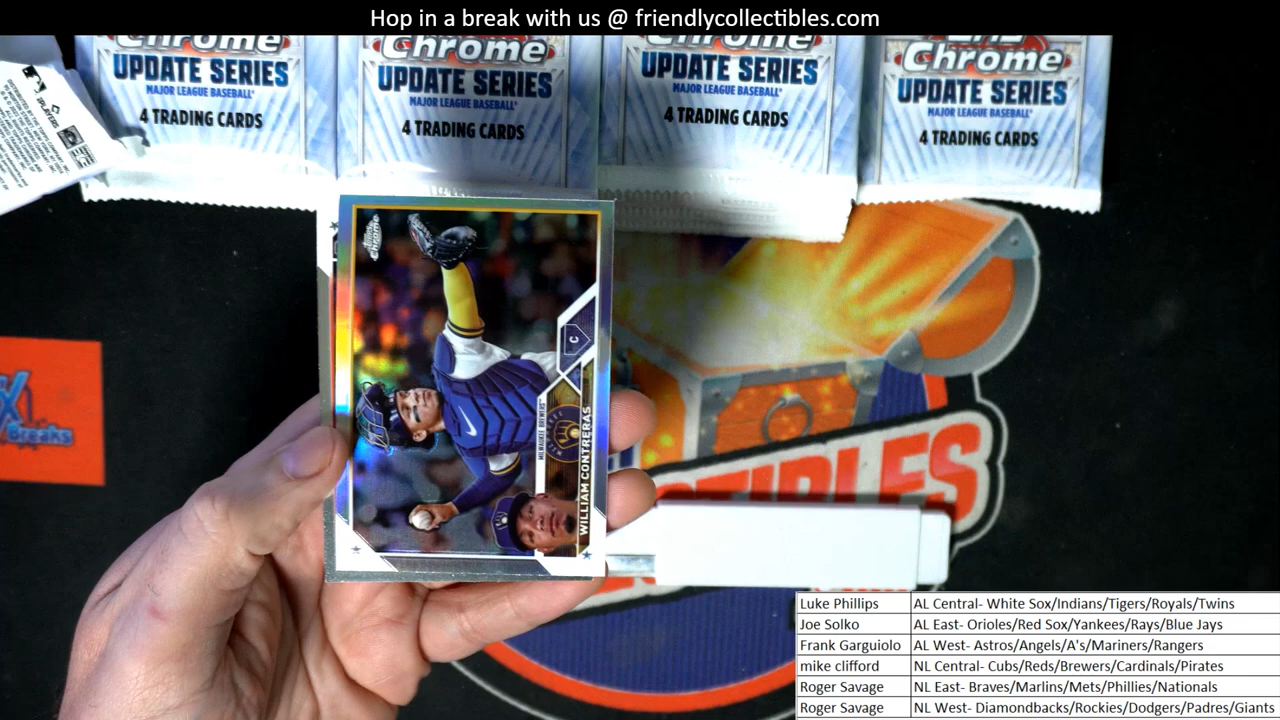 Hop in a break with us @ friendlycollectibles.com
Chrome
UPDATE SERIES
MAJOR LEAGUE BASEBALL
4 TRADING CARDS
Chrome
UPDATE SERIES
MAJOR LEAGUE BASEBALL
4 TRADING CARDS
Chrome
UPDATE SERIES
MAJOR LEAGUE BASEBALL
4 TRADING CARDS
Chrome
UPDATE SERIES
MAJOR LEAGUE BASEBALL
4 TRADING CARDS
Topps Chrome
C
MILWAUKEE BREWERS
WILLIAM CONTRERAS
Breaks
TIBLES
Luke Phillips AL Central- White Sox/Indians/Tigers/Royals/Twins
Joe Solko AL East- Orioles/Red Sox/Yankees/Rays/Blue Jays
Frank Garguiolo AL West- Astros/Angels/A's/Mariners/Rangers
mike clifford NL Central- Cubs/Reds/Brewers/Cardinals/Pirates
Roger Savage NL East- Braves/Marlins/Mets/Phillies/Nationals
Roger Savage NL West- Diamondbacks/Rockies/Dodgers/Padres/Giants